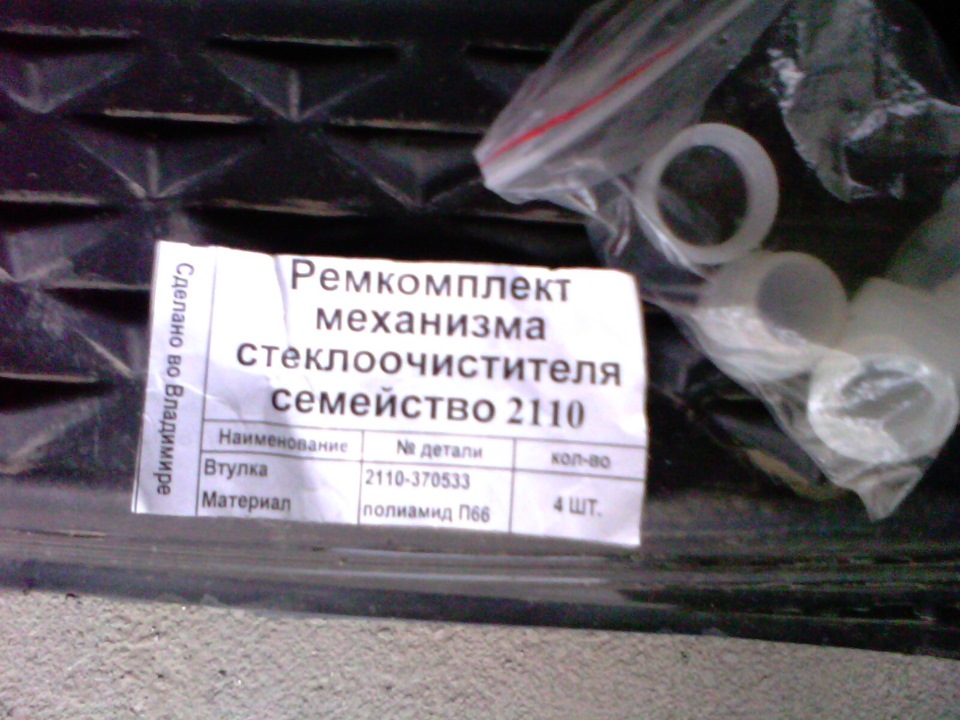 Сделано во Владимире
Ремкомплект
механизма
стеклоочистителя
семейство 2110
Наименование № детали кол-во
Втулка 2110-370533
Материал полиамид П66 4 ШТ.